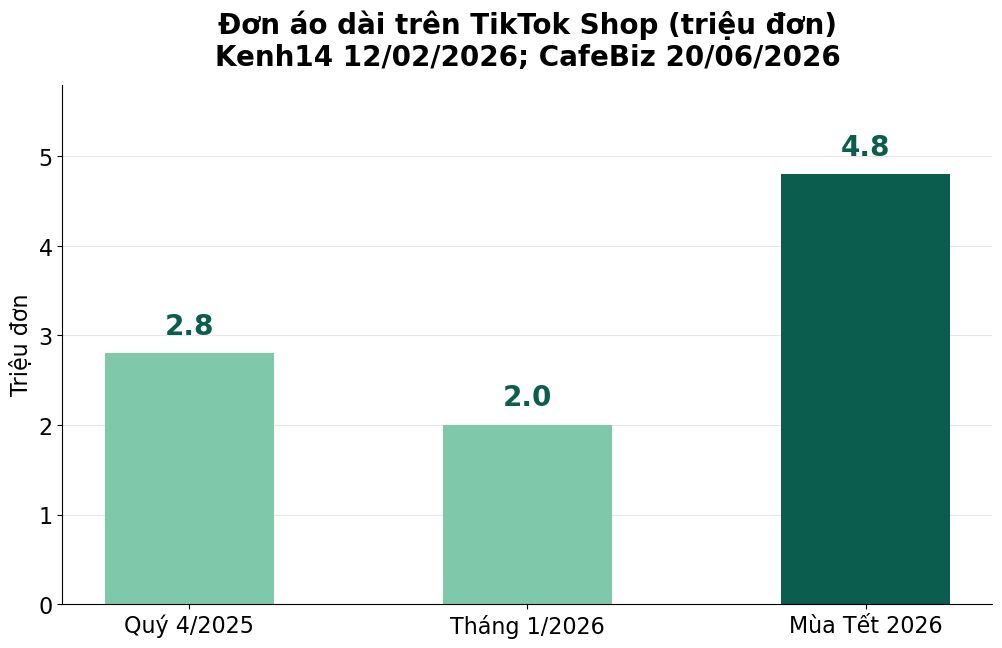 Đơn áo dài trên TikTok Shop (triệu đơn)
Kenh14 12/02/2026; CafeBiz 20/06/2026
Triệu đơn
5
4
3
2
1
0
2.8
2.0
4.8
Quý 4/2025
Tháng 1/2026
Mùa Tết 2026